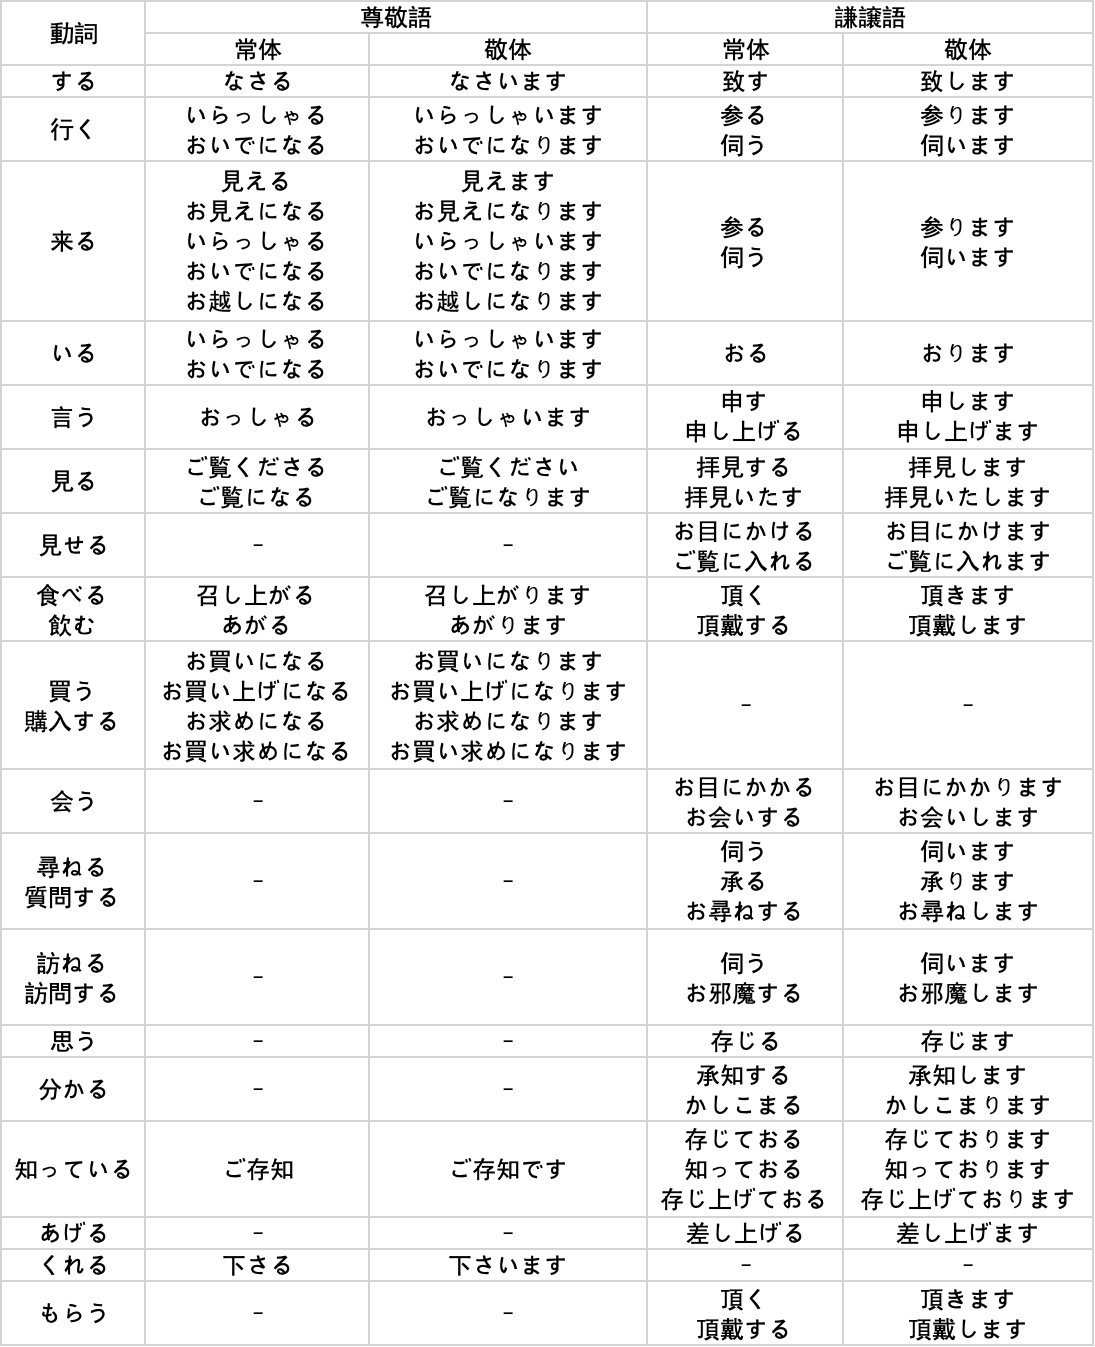 動詞 尊敬語 謙譲語
常体 敬体 常体 敬体
する なさる なさいます 致す 致します
行く
いらっしゃる
おいでになる
いらっしゃいます
おいでになります
参る
伺う
参ります
伺います
来る
見える
お見えになる
いらっしゃる
おいでになる
お越しになる
見えます
お見えになります
いらっしゃいます
おいでになります
お越しになります
参る
伺う
参ります
伺います
いる
いらっしゃる
おいでになる
いらっしゃいます
おいでになります
おる
おります
言う
おっしゃる
おっしゃいます
申す
申し上げる
申します
申し上げます
見る
ご覧くださる
ご覧になる
ご覧ください
ご覧になります
拝見する
拝見いたす
拝見します
拝見いたします
見せる
–
–
お目にかける
ご覧に入れる
お目にかけます
ご覧に入れます
食べる
飲む
召し上がる
あがる
召し上がります
あがります
頂く
頂戴する
頂きます
頂戴します
買う
購入する
お買いになる
お買い上げになる
お求めになる
お買い求めになる
お買いになります
お買い上げになります
お求めになります
お買い求めになります
–
–
会う
–
–
お目にかかる
お会いする
お目にかかります
お会いします
尋ねる
質問する
–
–
伺う
承る
お尋ねする
伺います
承ります
お尋ねします
訪ねる
訪問する
–
–
伺う
お邪魔する
伺います
お邪魔します
思う – – 存じる 存じます
分かる
–
–
承知する
かしこまる
承知します
かしこまります
知っている
ご存知
ご存知です
存じておる
知っておる
存じ上げておる
存じております
知っております
存じ上げております
あげる – – 差し上げる 差し上げます
くれる 下さる 下さいます – –
もらう
–
–
頂く
頂戴する
頂きます
頂戴します